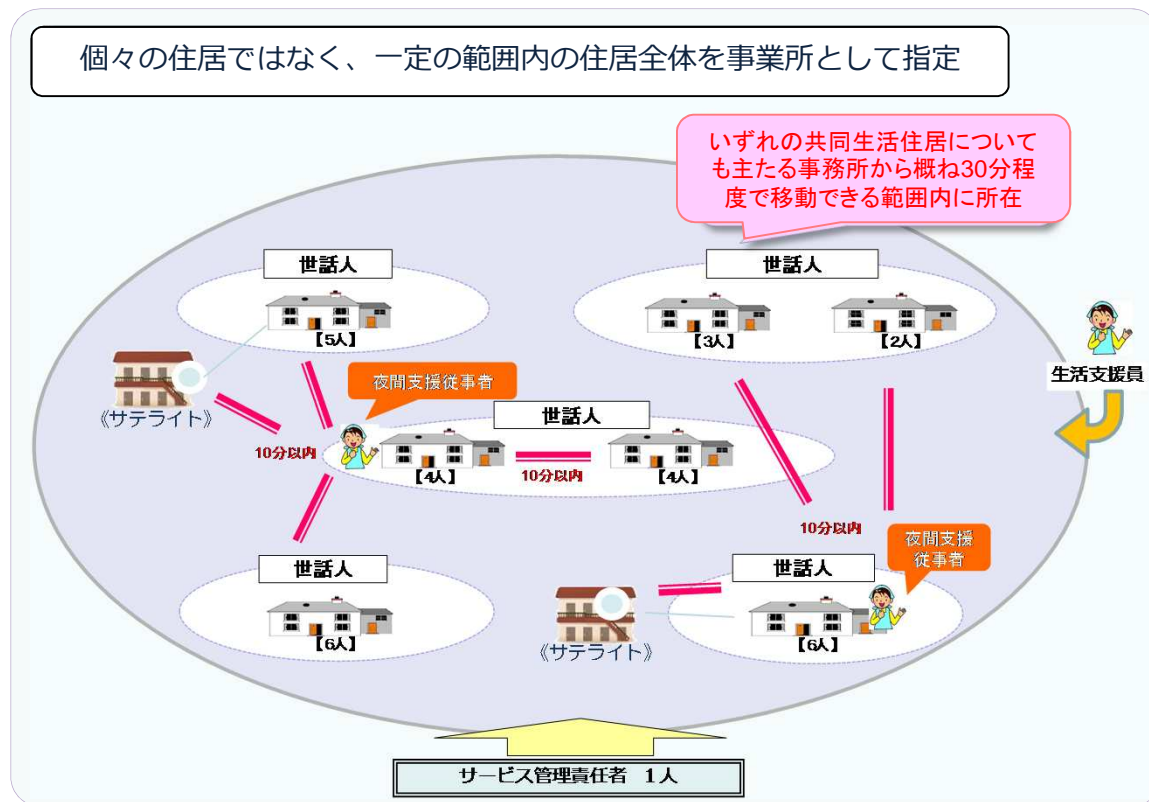 個々の住居ではなく、一定の範囲内の住居全体を事業所として指定
いずれの共同生活住居について
も主たる事務所から概ね30分程
度で移動できる範囲内に所在
世話人
【5人】
世話人
【3人】
【2人】
生活支援員
《サテライト》
夜間支援従事者
10分以内
世話人
【4人】
10分以内
【4人】
10分以内
夜間支援
従事者
世話人
【6人】
《サテライト》
世話人
【6人】
サービス管理責任者 1人